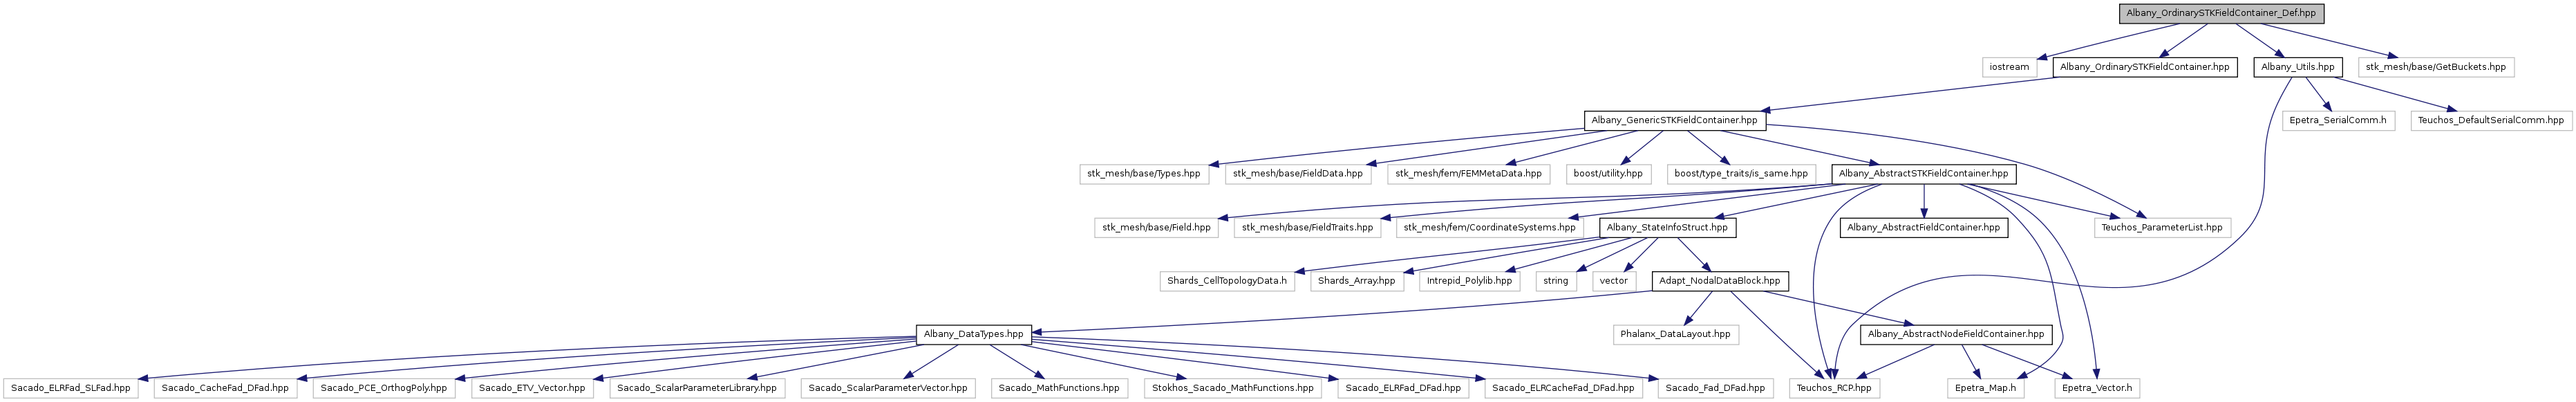 Albany_OrdinarySTKFieldContainer_Def.hpp
iostream
Albany_OrdinarySTKFieldContainer.hpp
Albany_Utils.hpp
stk_mesh/base/GetBuckets.hpp
Albany_GenericSTKFieldContainer.hpp
Epetra_SerialComm.h
Teuchos_DefaultSerialComm.hpp
stk_mesh/base/Types.hpp
stk_mesh/base/FieldData.hpp
stk_mesh/fem/FEMMetaData.hpp
boost/utility.hpp
boost/type_traits/is_same.hpp
Albany_AbstractSTKFieldContainer.hpp
stk_mesh/base/Field.hpp
stk_mesh/base/FieldTraits.hpp
stk_mesh/fem/CoordinateSystems.hpp
Albany_StateInfoStruct.hpp
Albany_AbstractFieldContainer.hpp
Teuchos_ParameterList.hpp
Shards_CellTopologyData.h
Shards_Array.hpp
Intrepid_Polylib.hpp
string
vector
Adapt_NodalDataBlock.hpp
Albany_DataTypes.hpp
Phalanx_DataLayout.hpp
Albany_AbstractNodeFieldContainer.hpp
Sacado_ELRFad_SLFad.hpp
Sacado_CacheFad_DFad.hpp
Sacado_PCE_OrthogPoly.hpp
Sacado_ETV_Vector.hpp
Sacado_ScalarParameterLibrary.hpp
Sacado_ScalarParameterVector.hpp
Sacado_MathFunctions.hpp
Stokhos_Sacado_MathFunctions.hpp
Sacado_ELRFad_DFad.hpp
Sacado_ELRCacheFad_DFad.hpp
Sacado_Fad_DFad.hpp
Teuchos_RCP.hpp
Epetra_Map.h
Epetra_Vector.h